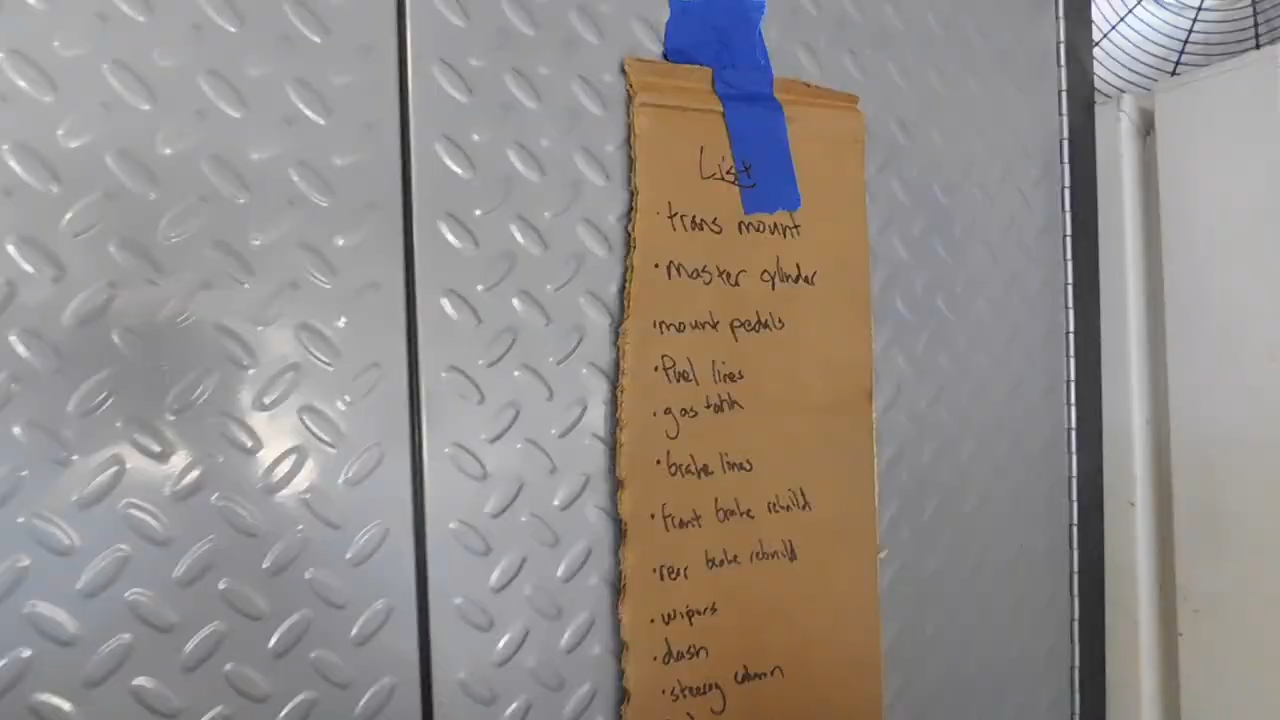 List
• trans mount
• master cylinder
• mount pedals
• Fuel lines
• gas tank
• brake lines
• Front brake rebuild
• rear brake rebuild
• wipers
• dash
• steering column